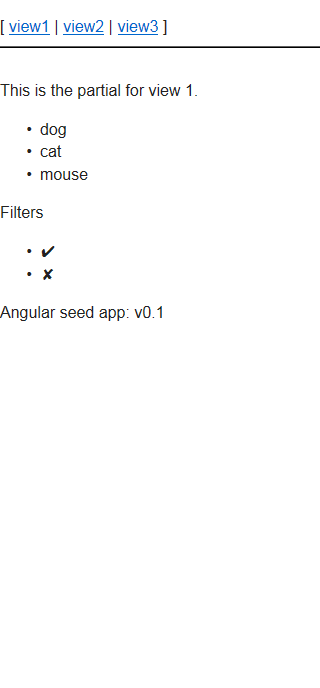 [ view1 | view2 | view3 ]
This is the partial for view 1.
• dog
• cat
• mouse
Filters
• ✔
• ✘
Angular seed app: v0.1